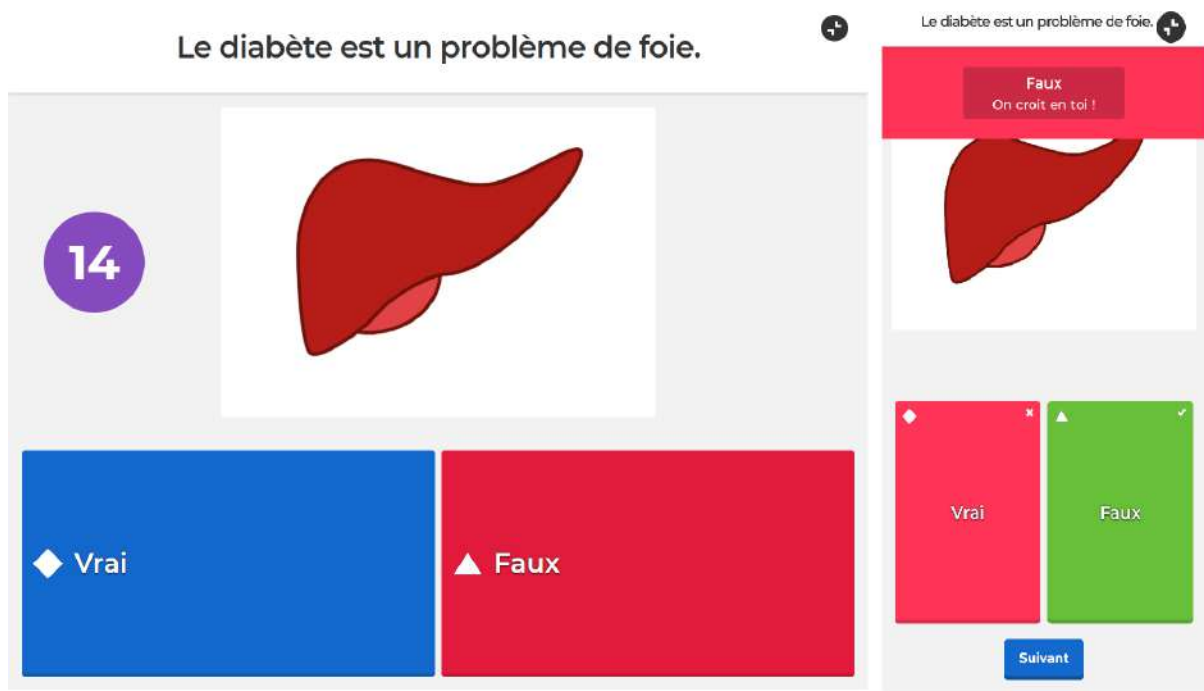 Le diabète est un problème de foie.
14
Vrai
Faux
Le diabète est un problème de foie.
Faux
On croit en toi !
Vrai
Faux
Suivant